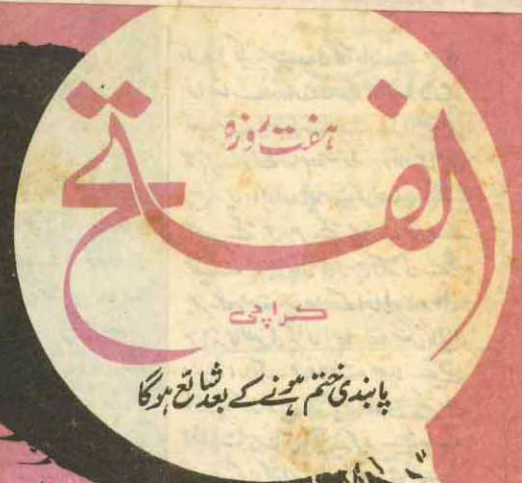 ہفت روزہ
الفتح
کراچی
پابندی ختم ہونے کے بعد شائع ہوگا